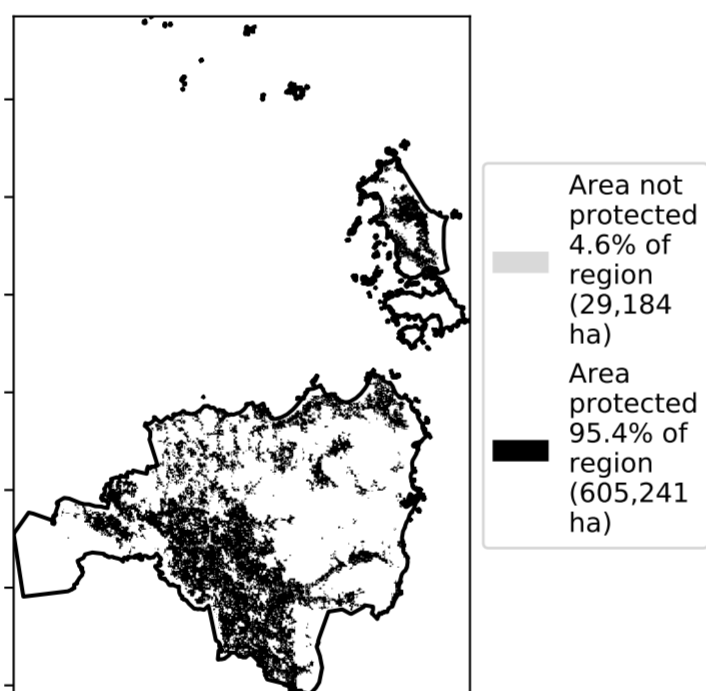 Area not
protected
4.6% of
region
(29,184
ha)
Area
protected
95.4% of
region
(605,241
ha)